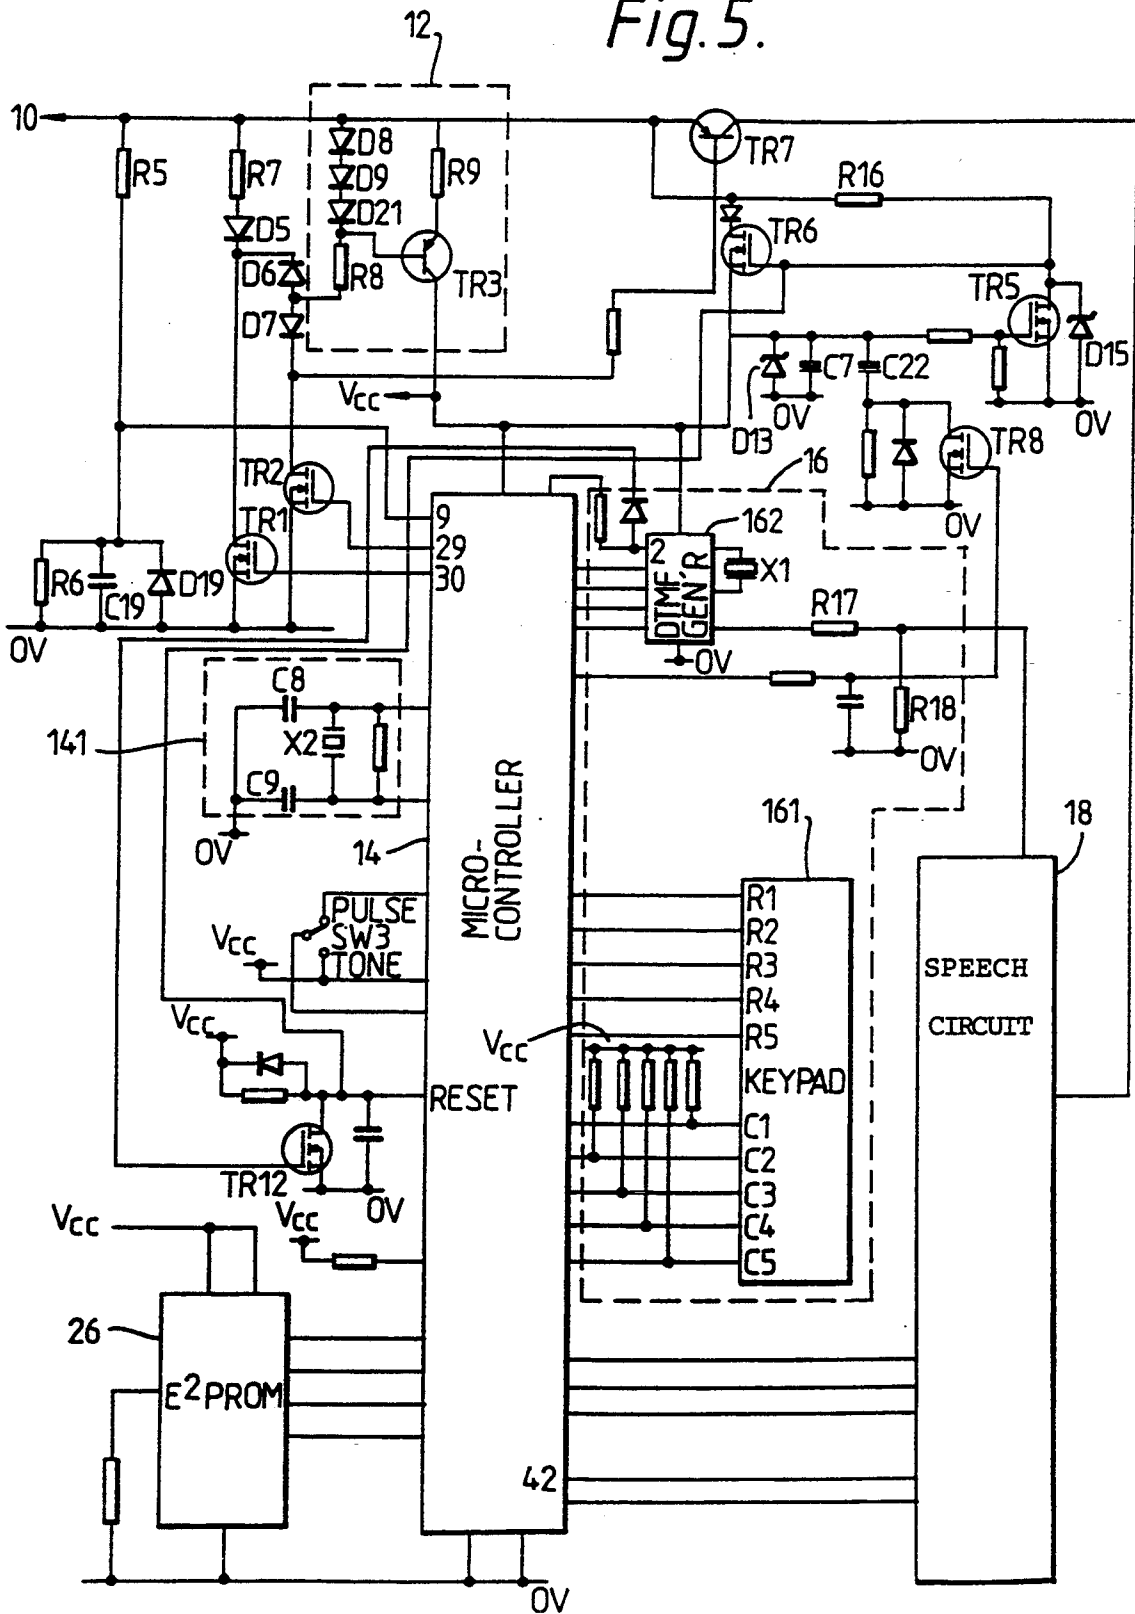 Fig.5.
12
10
D8
D9
D21
R5
R7
R9
D5
D6
R8
TR3
D7
TR7
R16
TR6
TR5
D15
Vcc
C7
C22
D13
0V
0V
TR8
TR2
TR1
16
162
0V
9
29
30
2
DTMF
GEN'R
X1
R6
C19
D19
0V
R17
0V
R18
0V
C8
X2
141
C9
0V
14
MICRO-
CONTROLLER
161
18
PULSE
SW3
TONE
Vcc
R1
R2
R3
R4
R5
SPEECH
CIRCUIT
Vcc
Vcc
KEYPAD
RESET
C1
C2
C3
C4
C5
TR12
0V
Vcc
Vcc
26
E²PROM
42
0V